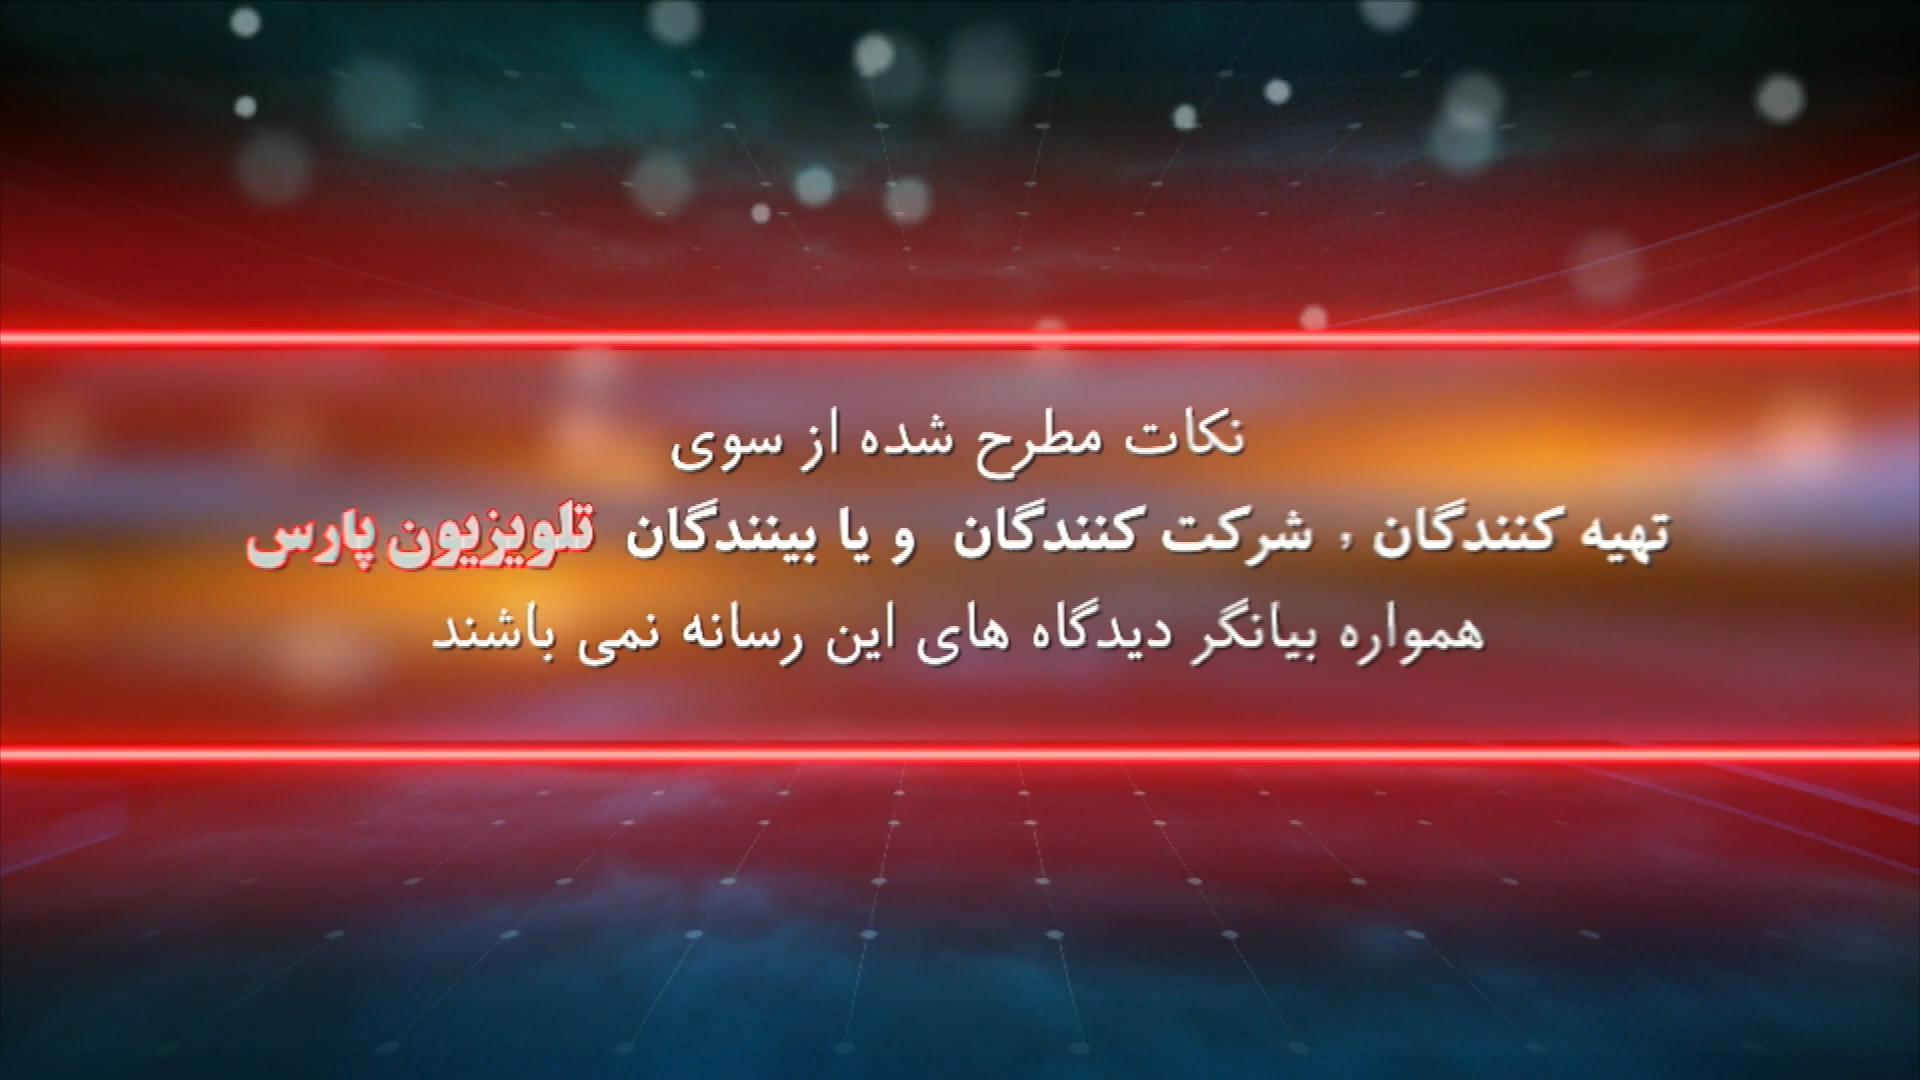 نکات مطرح شده از سوی
تهیه کنندگان ، شرکت کنندگان و یا بینندگان تلویزیون پارس
همواره بیانگر دیدگاه های این رسانه نمی باشند